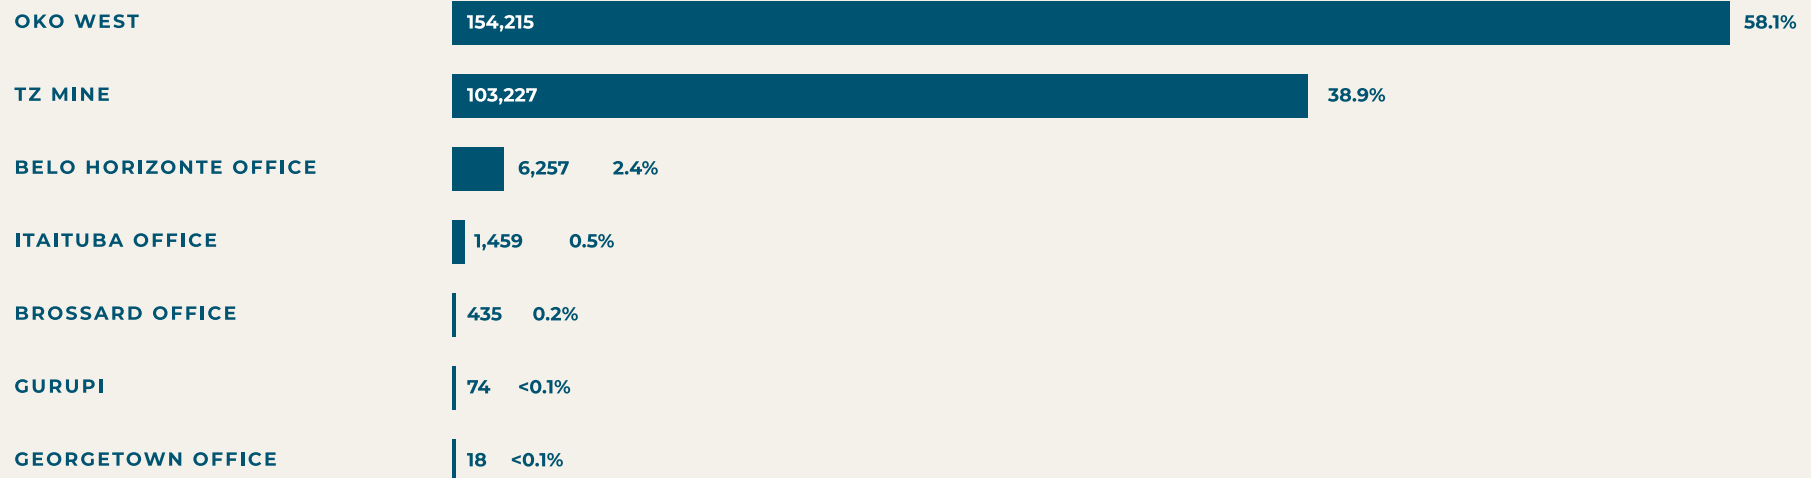 OKO WEST 154,215 58.1%
TZ MINE 103,227 38.9%
BELO HORIZONTE OFFICE 6,257 2.4%
ITAITUBA OFFICE 1,459 0.5%
BROSSARD OFFICE 435 0.2%
GURUPI 74 <0.1%
GEORGETOWN OFFICE 18 <0.1%